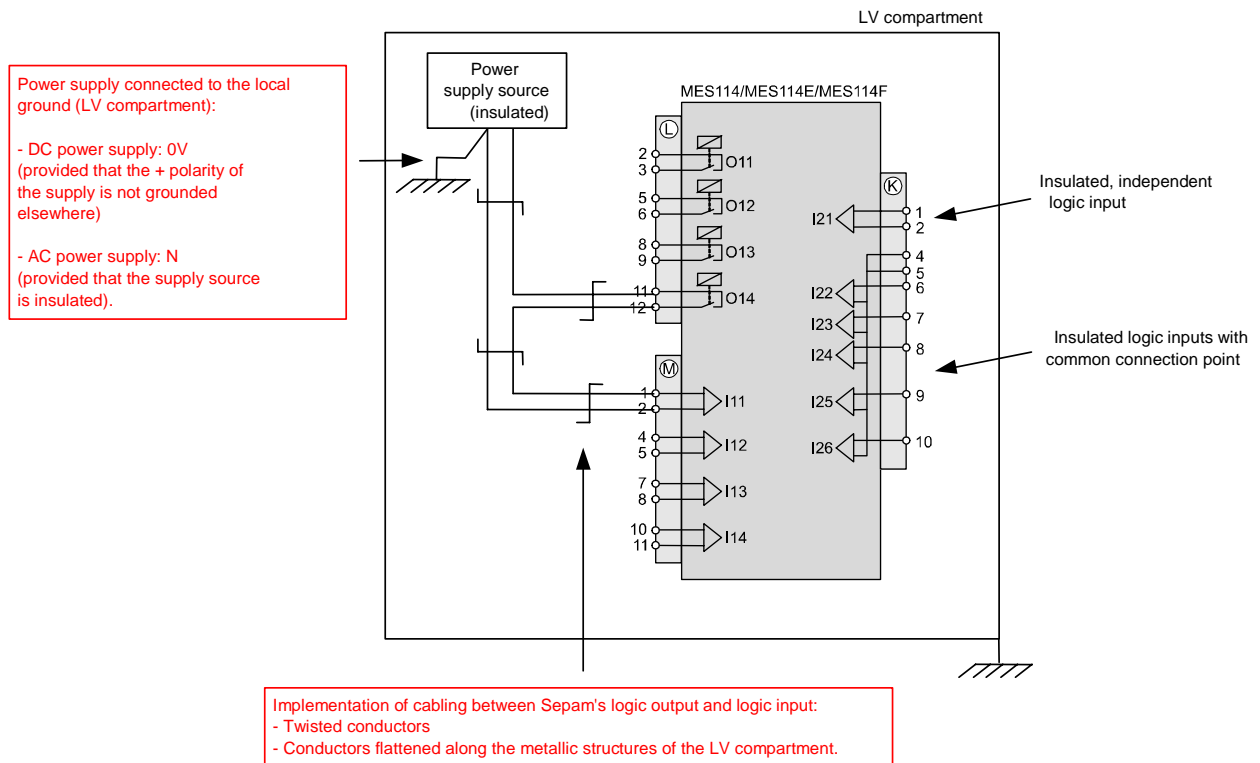 LV compartment
Power supply connected to the local
ground (LV compartment):
- DC power supply: 0V
(provided that the + polarity of
the supply is not grounded
elsewhere)
- AC power supply: N
(provided that the supply source
is insulated).
Power
supply source
(insulated)
MES114/MES114E/MES114F
L
2
3
O11
5
6
O12
8
9
O13
11
12
O14
M
1
2
I11
4
5
I12
7
8
I13
10
11
I14
K
I21
1
2
4
5
I22
6
I23
7
I24
8
I25
9
I26
10
Insulated, independent
logic input
Insulated logic inputs with
common connection point
Implementation of cabling between Sepam's logic output and logic input:
- Twisted conductors
- Conductors flattened along the metallic structures of the LV compartment.